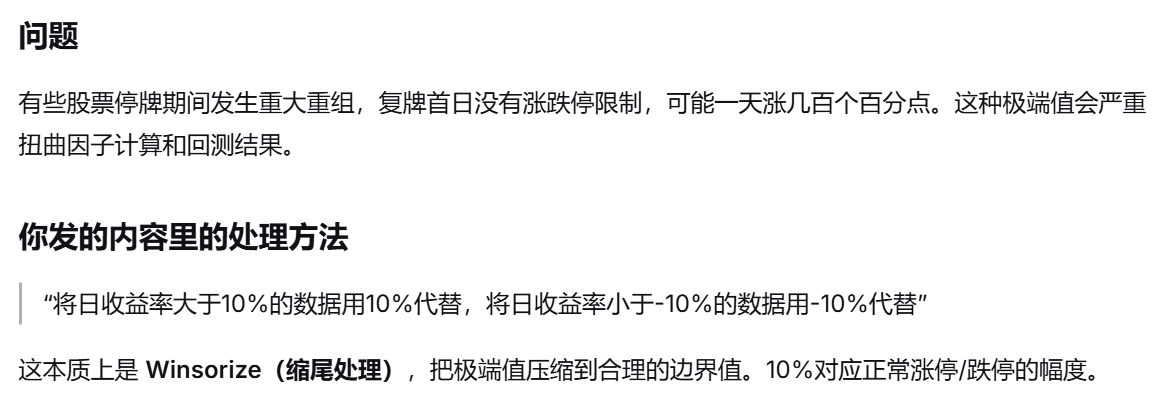 问题
有些股票停牌期间发生重大重组，复牌首日没有涨跌停限制，可能一天涨几百个百分点。这种极端值会严重
扭曲因子计算和回测结果。
你发的内容里的处理方法
“将日收益率大于10%的数据用10%代替，将日收益率小于-10%的数据用-10%代替”
这本质上是 Winsorize（缩尾处理），把极端值压缩到合理的边界值。10%对应正常涨停/跌停的幅度。